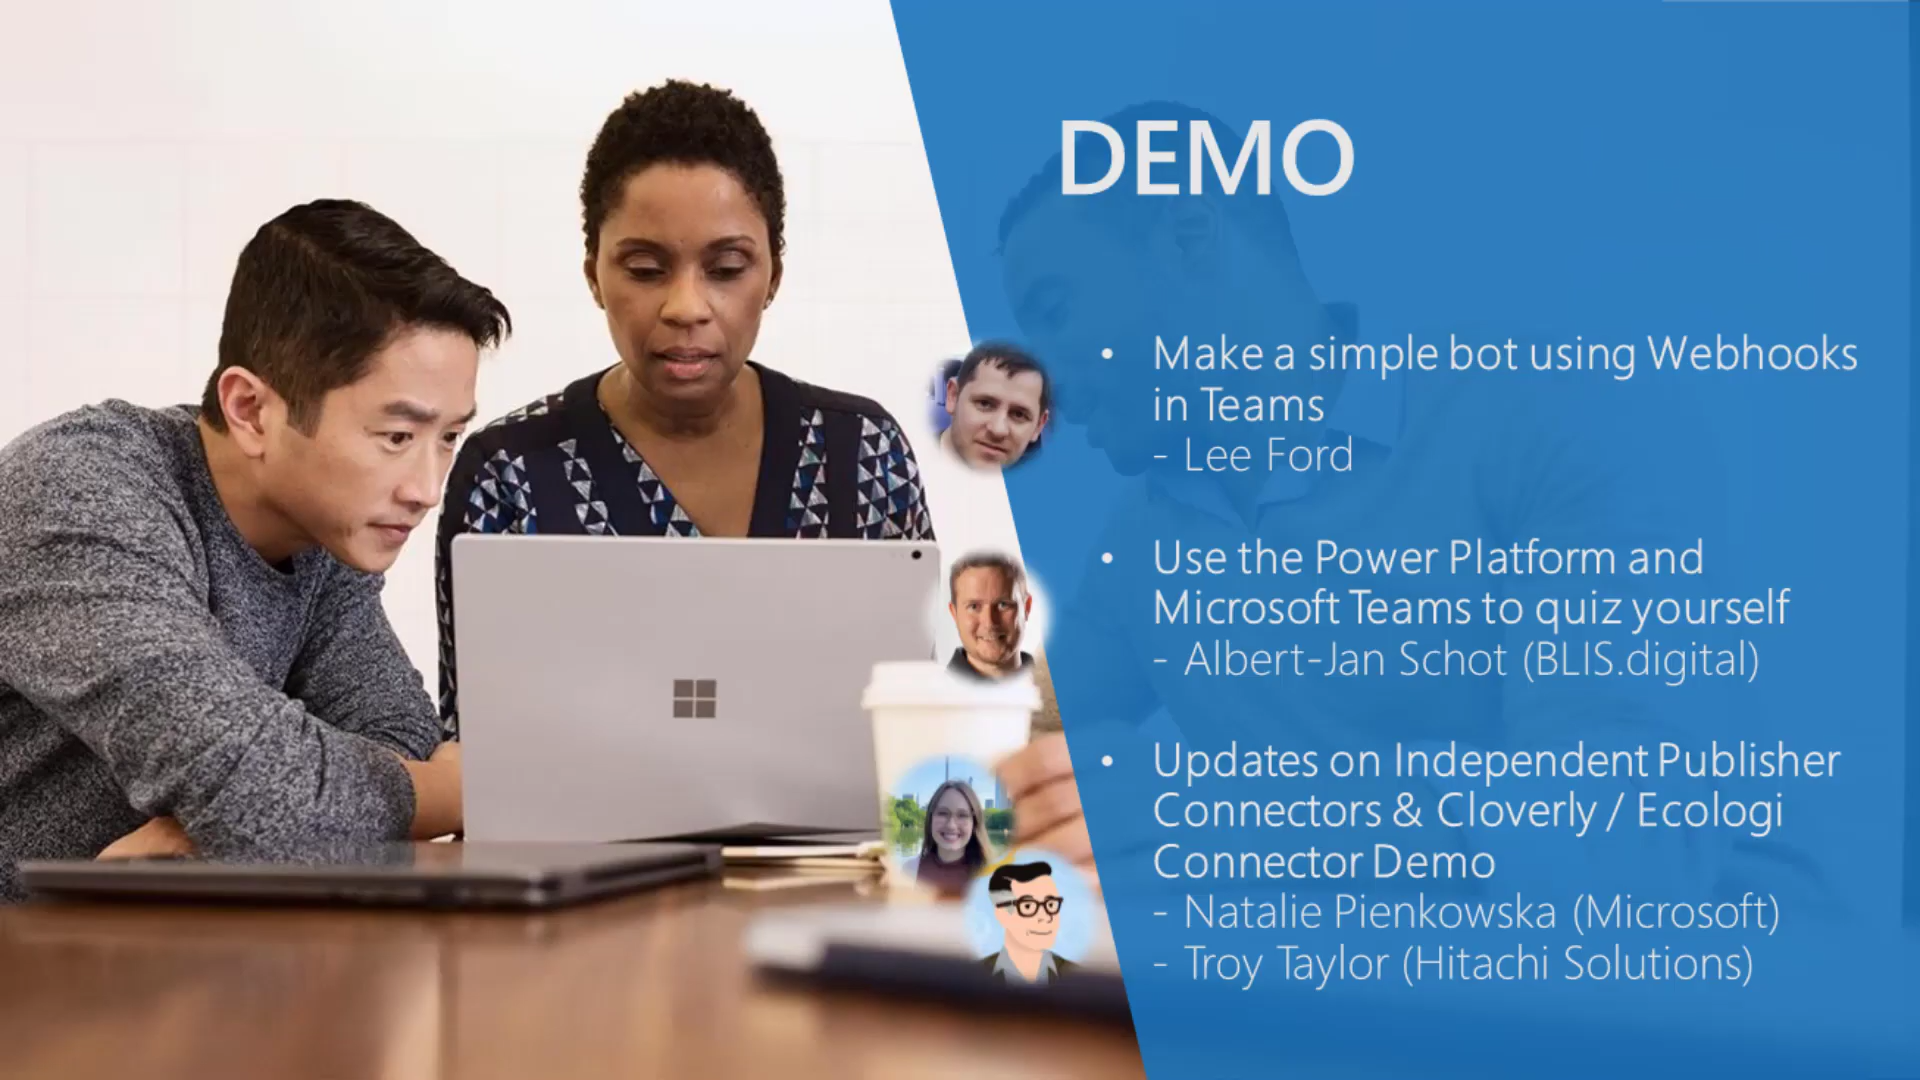 DEMO
• Make a simple bot using Webhooks
in Teams
- Lee Ford
• Use the Power Platform and
Microsoft Teams to quiz yourself
- Albert-Jan Schot (BLIS.digital)
• Updates on Independent Publisher
Connectors & Cloverly / Ecologi
Connector Demo
- Natalie Pienkowska (Microsoft)
- Troy Taylor (Hitachi Solutions)